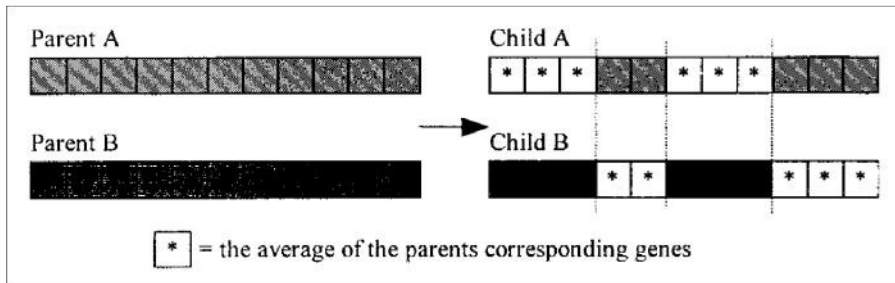 Parent A
Child A
* * * * * *
Parent B
Child B
* * * * *
* = the average of the parents corresponding genes